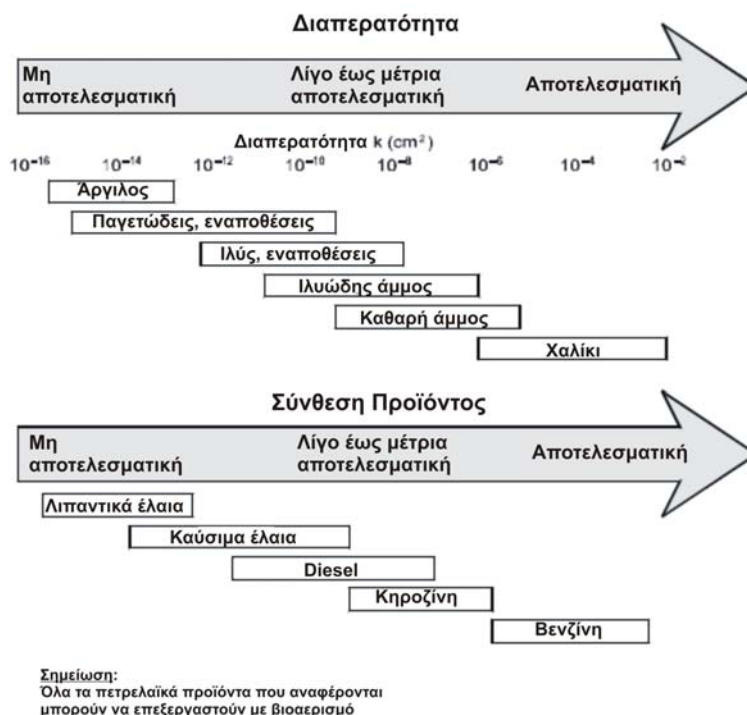 Διαπερατότητα
Μη αποτελεσματική
Λίγο έως μέτρια αποτελεσματική
Αποτελεσματική
Διαπερατότητα k (cm²)
10⁻¹⁶ 10⁻¹⁴ 10⁻¹² 10⁻¹⁰ 10⁻⁸ 10⁻⁶ 10⁻⁴ 10⁻²
Άργιλος
Παγετώδεις, εναποθέσεις
Ιλύς, εναποθέσεις
Ιλυώδης άμμος
Καθαρή άμμος
Χαλίκι
Σύνθεση Προϊόντος
Μη αποτελεσματική
Λίγο έως μέτρια αποτελεσματική
Αποτελεσματική
Λιπαντικά έλαια
Καύσιμα έλαια
Diesel
Κηροζίνη
Βενζίνη
Σημείωση:
Όλα τα πετρελαϊκά προϊόντα που αναφέρονται
μπορούν να επεξεργαστούν με βιοαερισμό